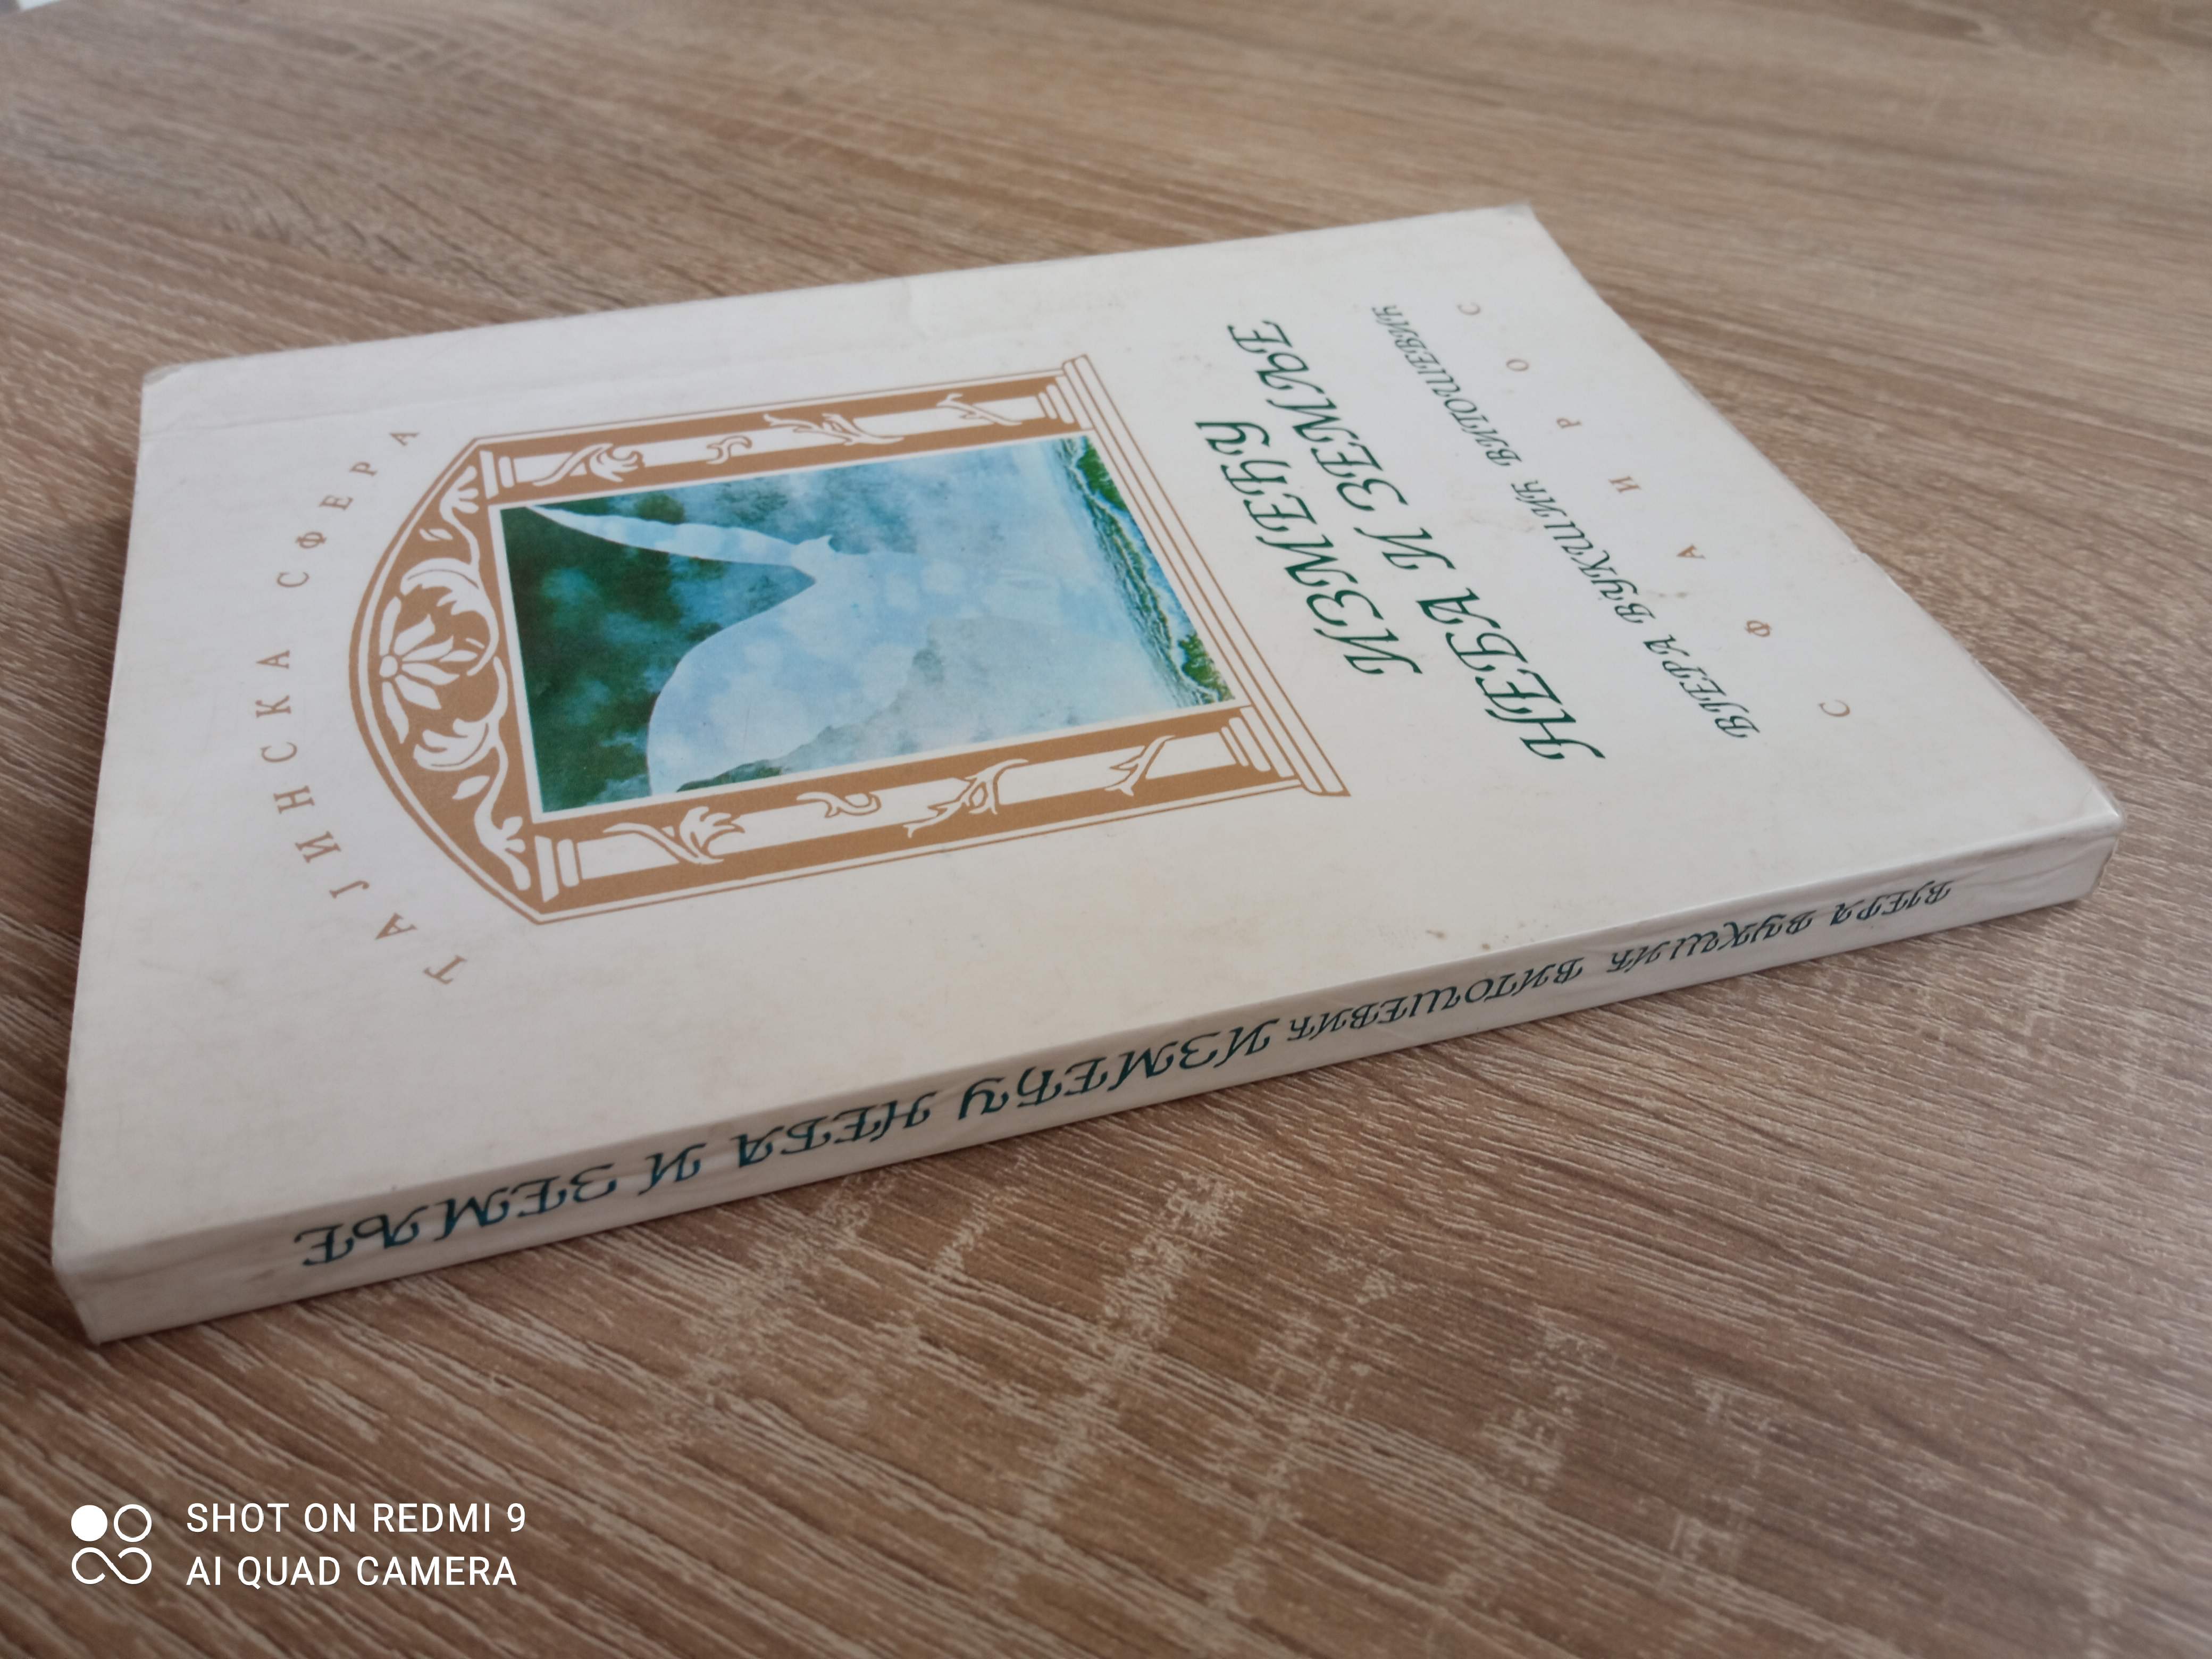 ТАЈИНСКА СФЕРА
ИЗМЕЂУ
НЕБА И ЗЕМЉЕ
ВЈЕРА ВУКШИЋ ВИТОШЕВИЋ
СФАИРОС
ВЈЕРА ВУКШИЋ ВИТОШЕВИЋ ИЗМЕЂУ НЕБА И ЗЕМЉЕ
SHOT ON REDMI 9
AI QUAD CAMERA